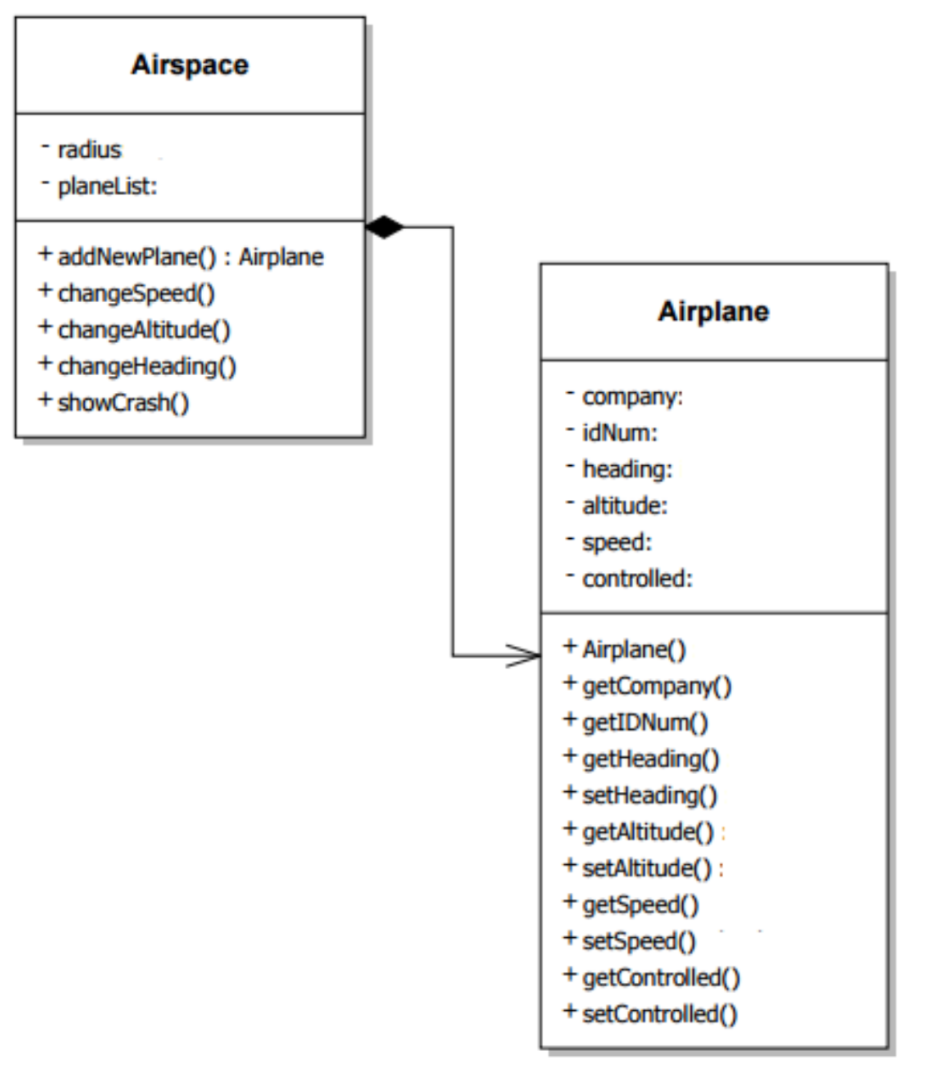 Airspace
- radius
- planeList:
+ addNewPlane() : Airplane
+ changeSpeed()
+ changeAltitude()
+ changeHeading()
+ showCrash()
Airplane
- company:
- idNum:
- heading:
- altitude:
- speed:
- controlled:
+ Airplane()
+ getCompany()
+ getIDNum()
+ getHeading()
+ setHeading()
+ getAltitude() :
+ setAltitude() :
+ getSpeed()
+ setSpeed()
+ getControlled()
+ setControlled()